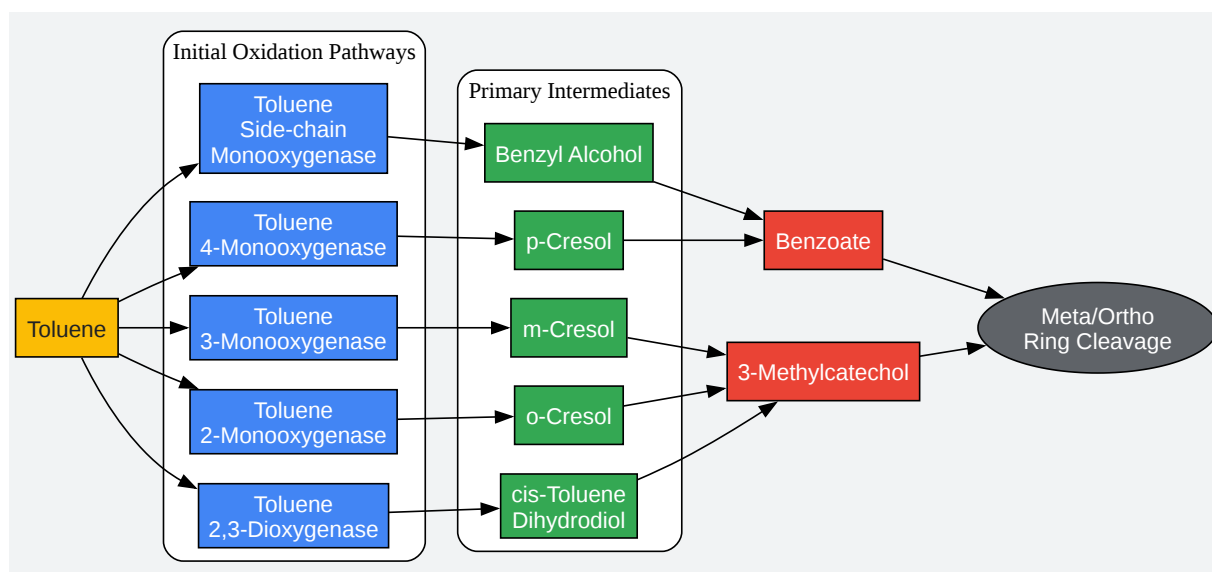 Initial Oxidation Pathways
Toluene
Side-chain
Monooxygenase
Primary Intermediates
Benzyl Alcohol
Toluene
4-Monooxygenase
p-Cresol
Benzoate
Toluene
Toluene
3-Monooxygenase
m-Cresol
Meta/Ortho
Ring Cleavage
3-Methylcatechol
Toluene
2-Monooxygenase
o-Cresol
Toluene
2,3-Dioxygenase
cis-Toluene
Dihydrodiol